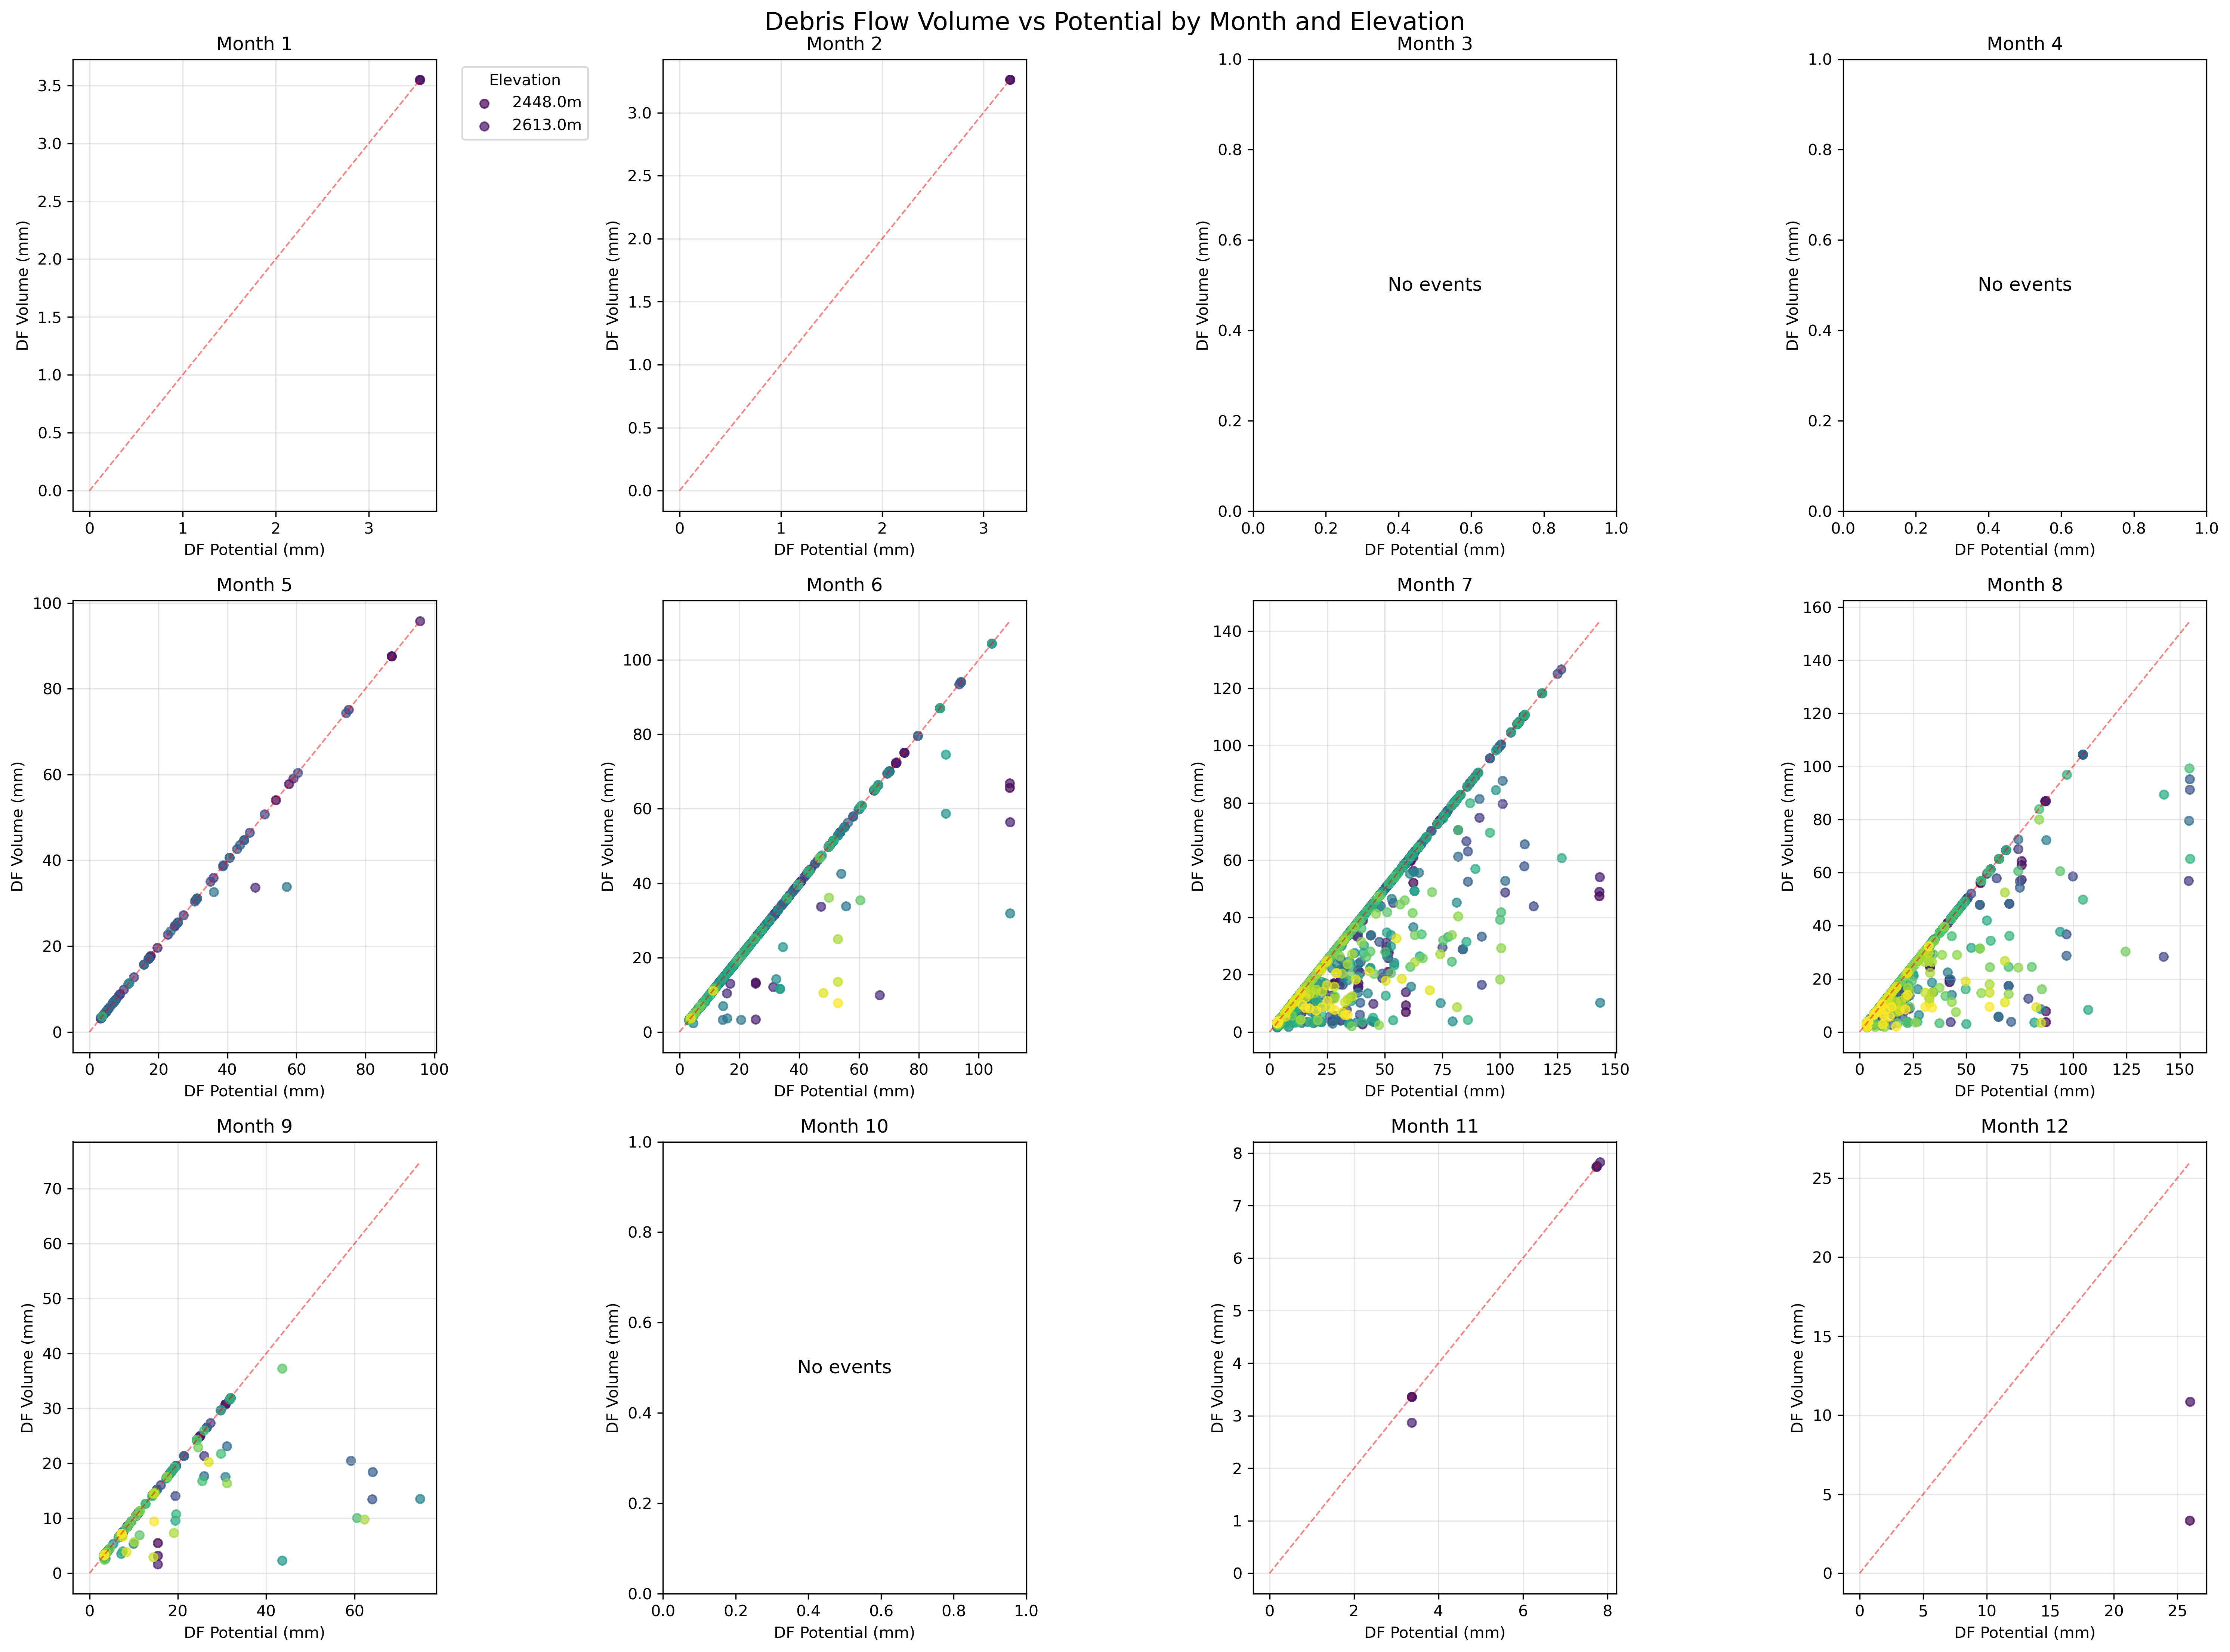 Debris Flow Volume vs Potential by Month and Elevation
Month 1
DF Volume (mm)
3.5
3.0
2.5
2.0
1.5
1.0
0.5
0.0
0 1 2 3
DF Potential (mm)
Elevation
2448.0m
2613.0m
Month 2
DF Volume (mm)
3.0
2.5
2.0
1.5
1.0
0.5
0.0
0 1 2 3
DF Potential (mm)
Month 3
DF Volume (mm)
1.0
0.8
0.6
0.4
0.2
0.0
No events
0.0 0.2 0.4 0.6 0.8 1.0
DF Potential (mm)
Month 4
DF Volume (mm)
1.0
0.8
0.6
0.4
0.2
0.0
No events
0.0 0.2 0.4 0.6 0.8 1.0
DF Potential (mm)
Month 5
DF Volume (mm)
100
80
60
40
20
0
0 20 40 60 80 100
DF Potential (mm)
Month 6
DF Volume (mm)
100
80
60
40
20
0
0 20 40 60 80 100
DF Potential (mm)
Month 7
DF Volume (mm)
140
120
100
80
60
40
20
0
0 25 50 75 100 125 150
DF Potential (mm)
Month 8
DF Volume (mm)
160
140
120
100
80
60
40
20
0
0 25 50 75 100 125 150
DF Potential (mm)
Month 9
DF Volume (mm)
70
60
50
40
30
20
10
0
0 20 40 60
DF Potential (mm)
Month 10
DF Volume (mm)
1.0
0.8
0.6
0.4
0.2
0.0
No events
0.0 0.2 0.4 0.6 0.8 1.0
DF Potential (mm)
Month 11
DF Volume (mm)
8
7
6
5
4
3
2
1
0
0 2 4 6 8
DF Potential (mm)
Month 12
DF Volume (mm)
25
20
15
10
5
0
0 5 10 15 20 25
DF Potential (mm)